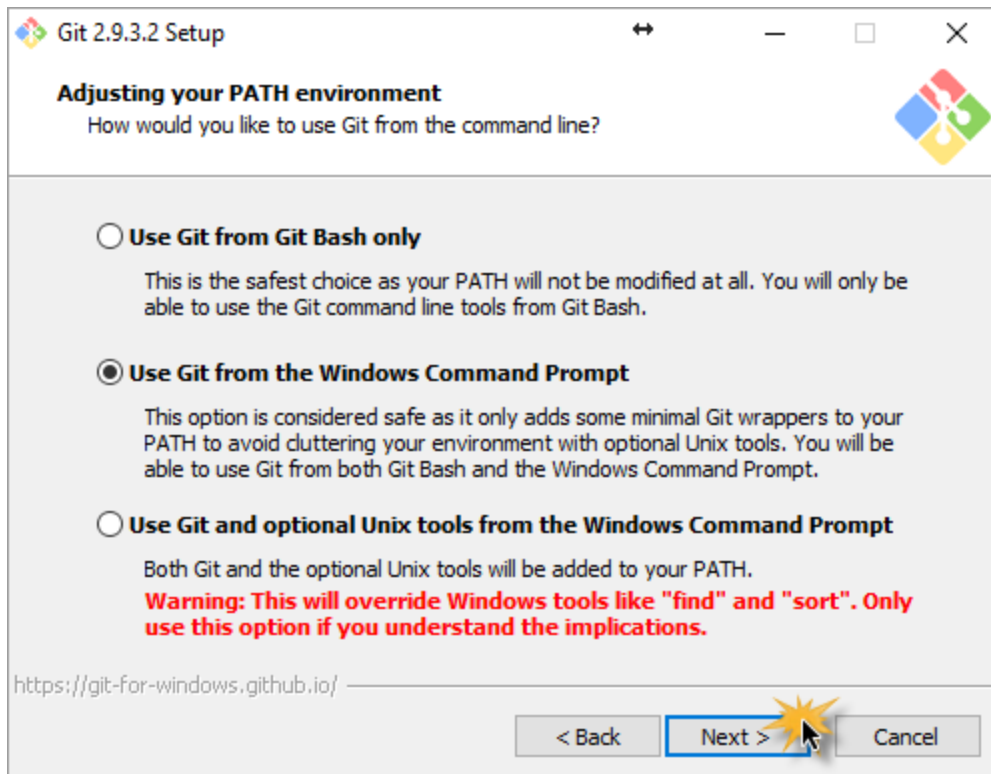 Git 2.9.3.2 Setup
Adjusting your PATH environment
How would you like to use Git from the command line?
Use Git from Git Bash only
This is the safest choice as your PATH will not be modified at all. You will only be
able to use the Git command line tools from Git Bash.
Use Git from the Windows Command Prompt
This option is considered safe as it only adds some minimal Git wrappers to your
PATH to avoid cluttering your environment with optional Unix tools. You will be
able to use Git from both Git Bash and the Windows Command Prompt.
Use Git and optional Unix tools from the Windows Command Prompt
Both Git and the optional Unix tools will be added to your PATH.
Warning: This will override Windows tools like "find" and "sort". Only
use this option if you understand the implications.
https://git-for-windows.github.io/
< Back Next > Cancel